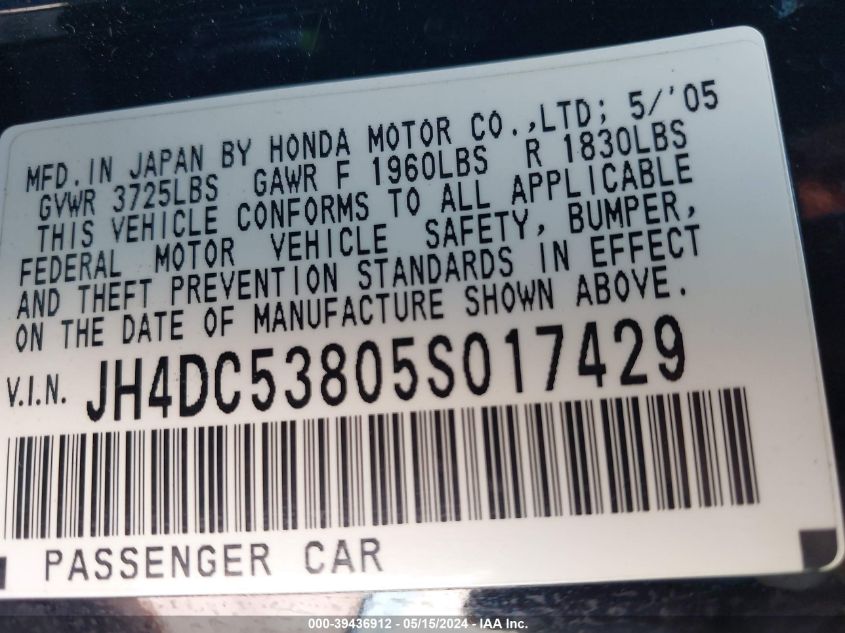 MFD. IN JAPAN BY HONDA MOTOR CO.,LTD; 5/'05
GVWR 3725LBS GAWR F 1960LBS R 1830LBS
THIS VEHICLE CONFORMS TO ALL APPLICABLE
FEDERAL MOTOR VEHICLE SAFETY, BUMPER,
AND THEFT PREVENTION STANDARDS IN EFFECT
ON THE DATE OF MANUFACTURE SHOWN ABOVE.
V.I.N. JH4DC53805S017429
PASSENGER CAR
000-39436912 - 05/15/2024 - IAAI, Inc.